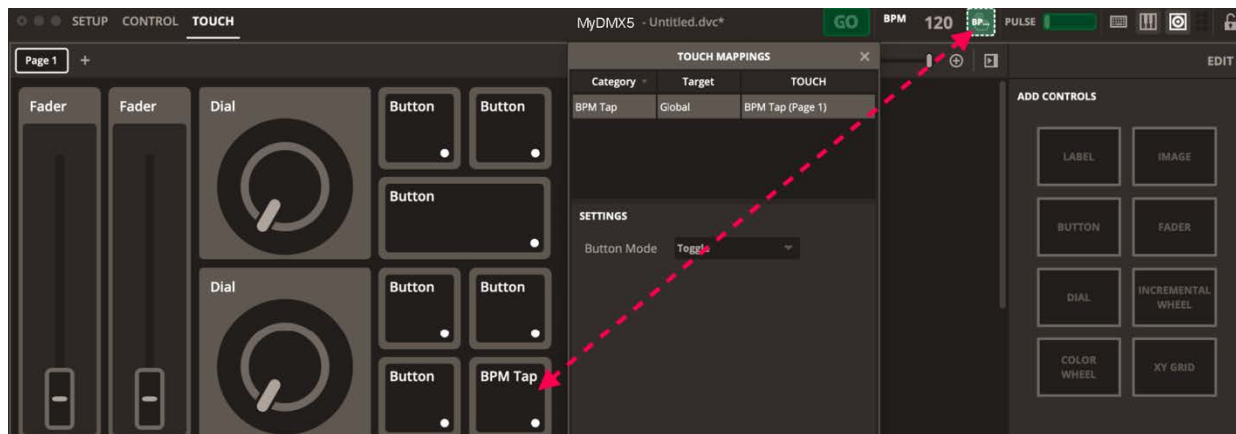 SETUP CONTROL TOUCH MyDMX5 - Untitled.dvc* GO BPM 120 BP... PULSE
Page 1 + TOUCH MAPPINGS × EDIT
Category Target TOUCH
BPM Tap Global BPM Tap (Page 1)
Fader Fader Dial Button Button
ADD CONTROLS
LABEL IMAGE
Button
SETTINGS
Button Mode Toggle
BUTTON FADER
Dial Button Button
DIAL INCREMENTAL
WHEEL
Button BPM Tap
COLOR
WHEEL
XY GRID